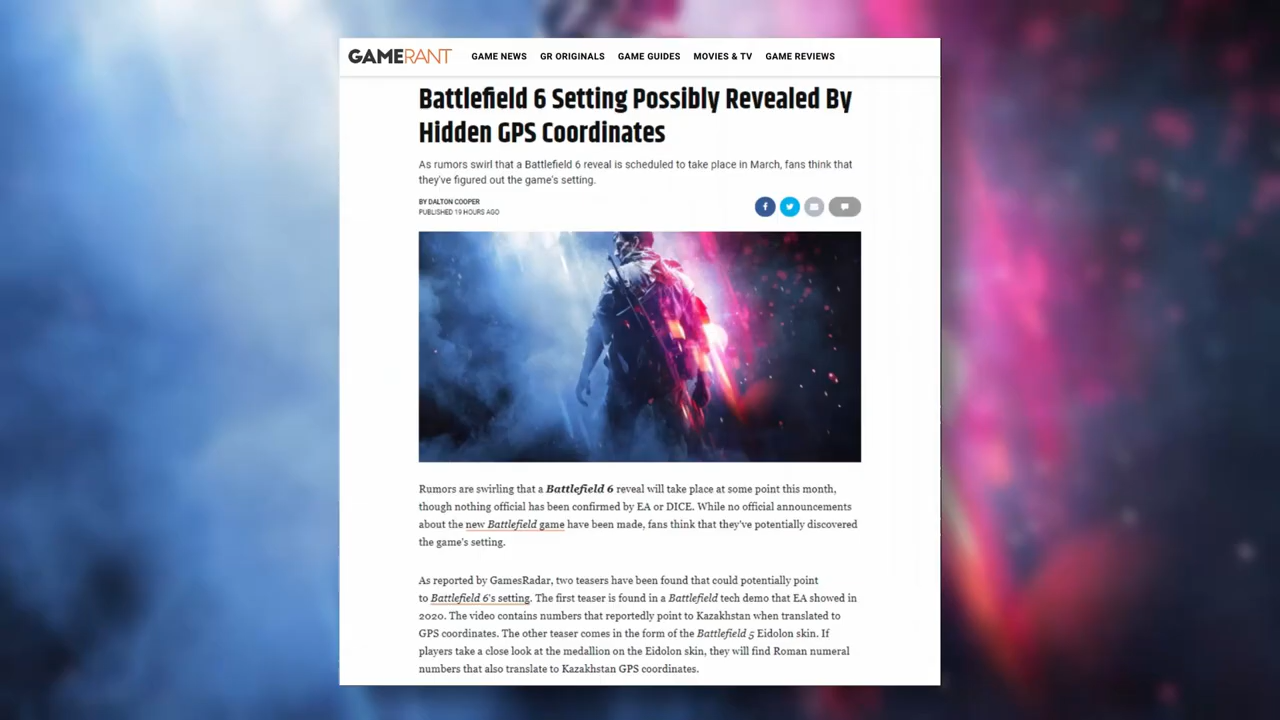 GAMERANT
GAME NEWS GR ORIGINALS GAME GUIDES MOVIES & TV GAME REVIEWS
Battlefield 6 Setting Possibly Revealed By
Hidden GPS Coordinates
As rumors swirl that a Battlefield 6 reveal is scheduled to take place in March, fans think that
they've figured out the game's setting.
BY DALTON COOPER
PUBLISHED 19 HOURS AGO
Rumors are swirling that a Battlefield 6 reveal will take place at some point this month,
though nothing official has been confirmed by EA or DICE. While no official announcements
about the new Battlefield game have been made, fans think that they've potentially discovered
the game's setting.
As reported by GamesRadar, two teasers have been found that could potentially point
to Battlefield 6's setting. The first teaser is found in a Battlefield tech demo that EA showed in
2020. The video contains numbers that reportedly point to Kazakhstan when translated to
GPS coordinates. The other teaser comes in the form of the Battlefield 5 Eidolon skin. If
players take a close look at the medallion on the Eidolon skin, they will find Roman numeral
numbers that also translate to Kazakhstan GPS coordinates.